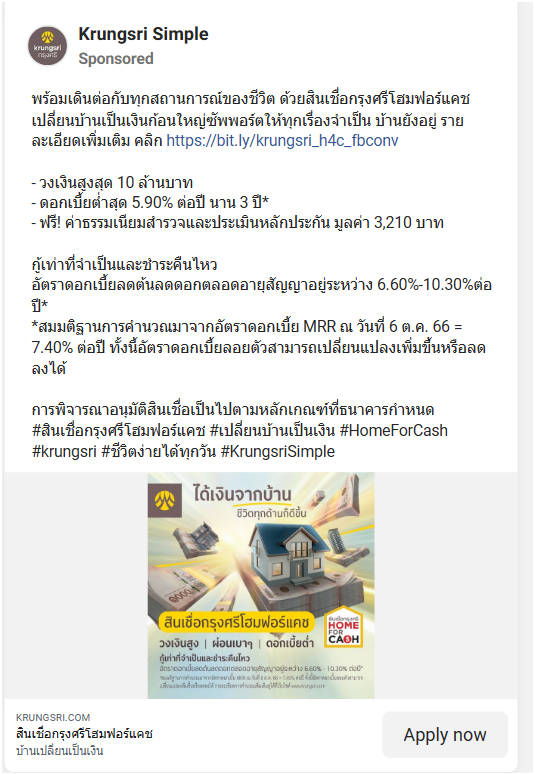 Krungsri Simple
krungsri
กรุงศรี
Sponsored
พร้อมเดินต่อกับทุกสถานการณ์ของชีวิต ด้วยสินเชื่อกรุงศรีโฮมฟอร์แคช
เปลี่ยนบ้านเป็นเงินก้อนใหญ่ซัพพอร์ตให้ทุกเรื่องจำเป็น บ้านยังอยู่ ราย
ละเอียดเพิ่มเติม คลิก https://bit.ly/krungsri_h4c_fbconv
- วงเงินสูงสุด 10 ล้านบาท
- ดอกเบี้ยต่ำสุด 5.90% ต่อปี นาน 3 ปี*
- ฟรี! ค่าธรรมเนียมสำรวจและประเมินหลักประกัน มูลค่า 3,210 บาท
กู้เท่าที่จำเป็นและชำระคืนไหว
อัตราดอกเบี้ยลดต้นลดดอกตลอดอายุสัญญาอยู่ระหว่าง 6.60%-10.30%ต่อ
ปี*
*สมมติฐานการคำนวณมาจากอัตราดอกเบี้ย MRR ณ วันที่ 6 ต.ค. 66 =
7.40% ต่อปี ทั้งนี้อัตราดอกเบี้ยลอยตัวสามารถเปลี่ยนแปลงเพิ่มขึ้นหรือลด
ลงได้
การพิจารณาอนุมัติสินเชื่อเป็นไปตามหลักเกณฑ์ที่ธนาคารกำหนด
#สินเชื่อกรุงศรีโฮมฟอร์แคช #เปลี่ยนบ้านเป็นเงิน #HomeForCash
#krungsri #ชีวิตง่ายได้ทุกวัน #KrungsriSimple
ได้เงินจากบ้าน
ชีวิตทุกด้านก็ดีขึ้น
สินเชื่อกรุงศรีโฮมฟอร์แคช
วงเงินสูง | ผ่อนเบาๆ | ดอกเบี้ยต่ำ
สินเชื่อกรุงศรี
HOME
FOR
CA$H
กู้เท่าที่จำเป็นและชำระคืนไหว
อัตราดอกเบี้ยลดต้นลดดอกตลอดอายุสัญญาอยู่ระหว่าง 6.60% - 10.30% ต่อปี*
KRUNGSRI.COM
สินเชื่อกรุงศรีโฮมฟอร์แคช
บ้านเปลี่ยนเป็นเงิน
Apply now